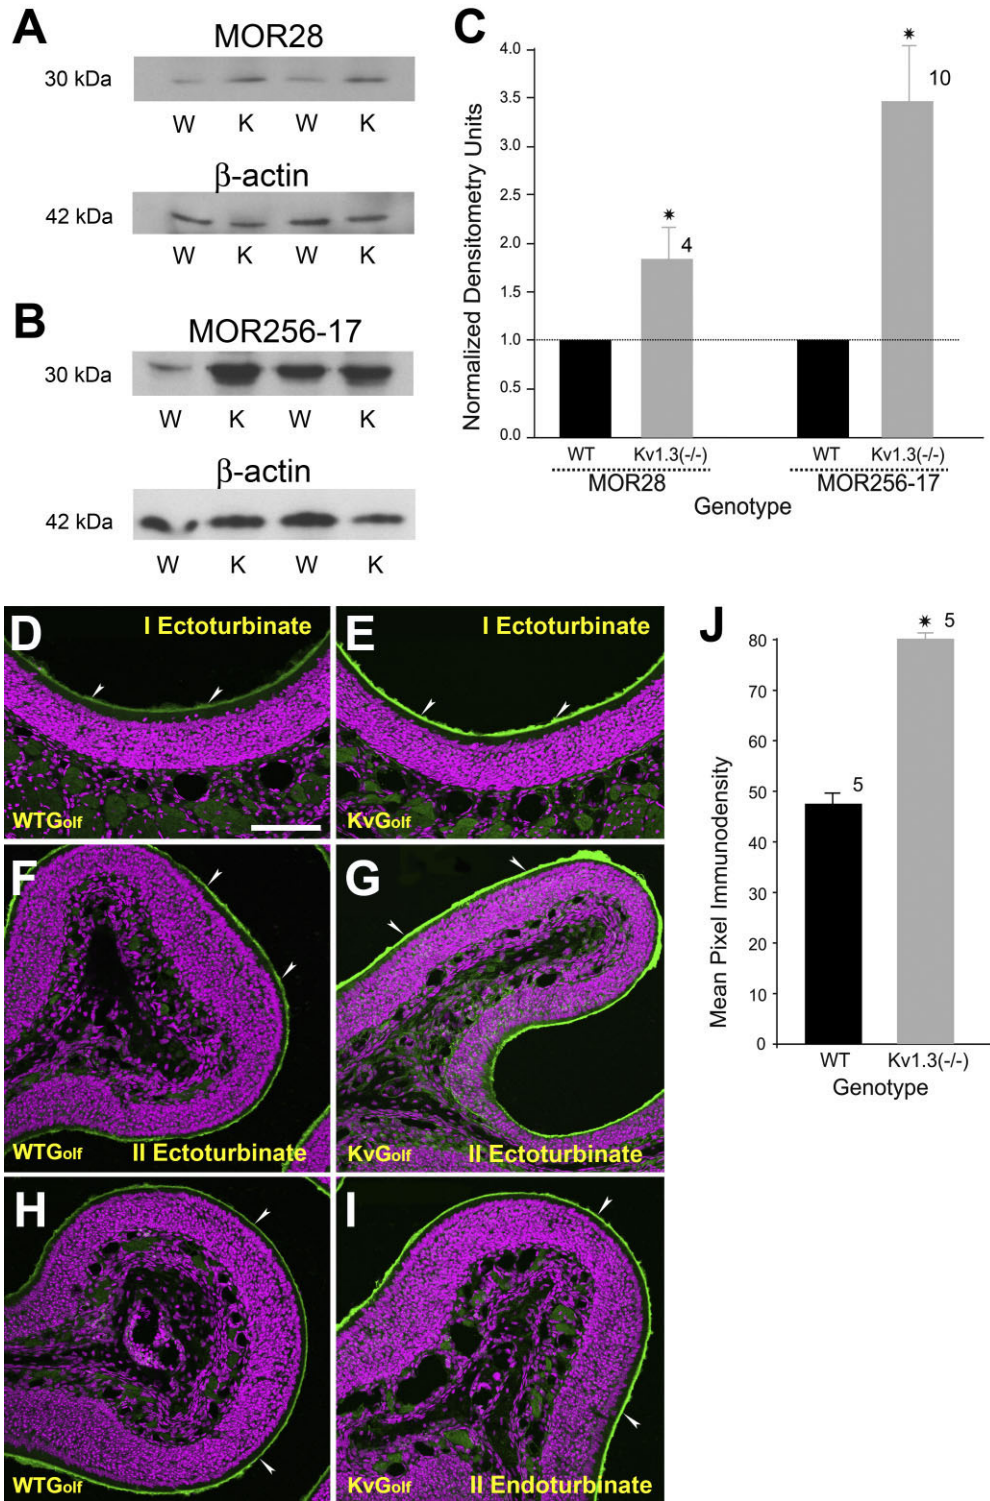 A
MOR28
30 kDa
W K W K
β-actin
42 kDa
W K W K
B
MOR256-17
30 kDa
W K W K
β-actin
42 kDa
W K W K
C
Normalized Densitometry Units
4.0
3.5
3.0
2.5
2.0
1.5
1.0
0.5
0.0
*
4
*
10
WT Kv1.3(-/-) WT Kv1.3(-/-)
MOR28 MOR256-17
Genotype
D
I Ectoturbinate
WTGolf
E
I Ectoturbinate
KvGolf
F
WTGolf II Ectoturbinate
G
KvGolf II Ectoturbinate
H
WTGolf
I
KvGolf II Endoturbinate
J
Mean Pixel Immunodensity
80
70
60
50
40
30
20
10
0
5
* 5
WT Kv1.3(-/-)
Genotype